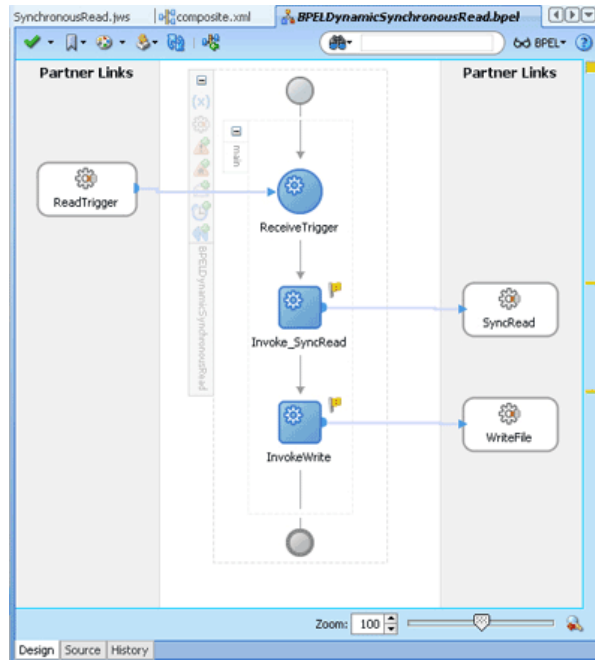 SynchronousRead.jws
composite.xml
BPELDynamicSynchronousRead.bpel
BPEL
Partner Links
Partner Links
(x)
main
ReadTrigger
ReceiveTrigger
BPELDynamicSynchronousRead
Invoke_SyncRead
SyncRead
InvokeWrite
WriteFile
Zoom: 100
Design Source History